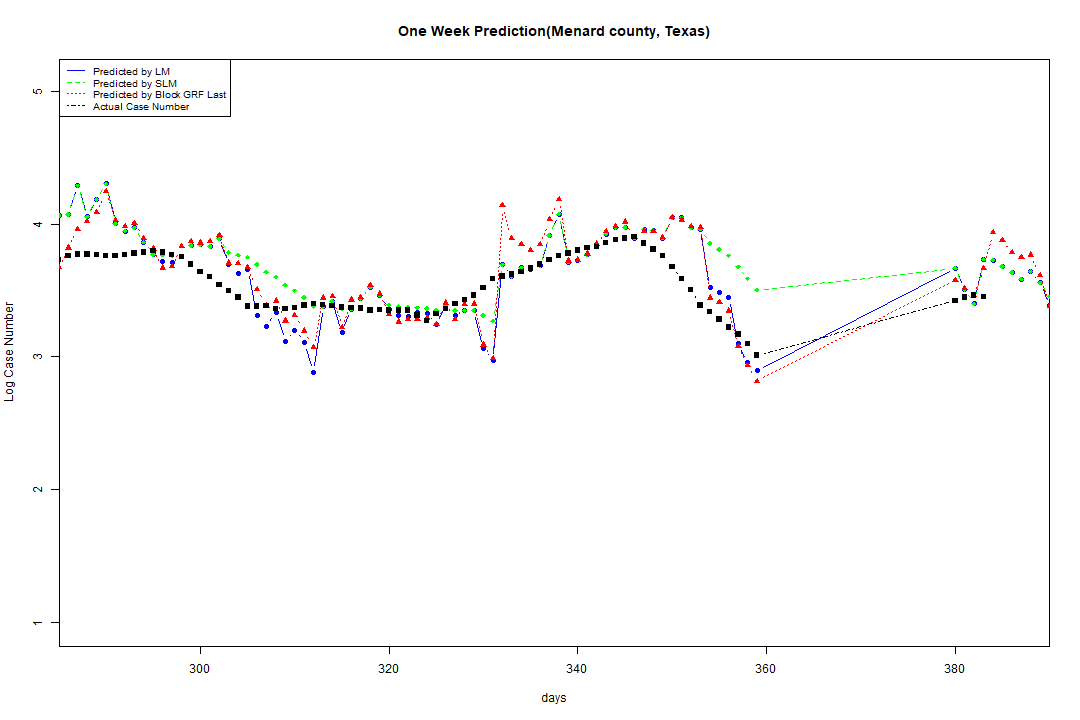 One Week Prediction(Menard county, Texas)
Predicted by LM
Predicted by SLM
Predicted by Block GRF Last
Actual Case Number
5
4
3
2
1
Log Case Number
300
320
340
360
380
days